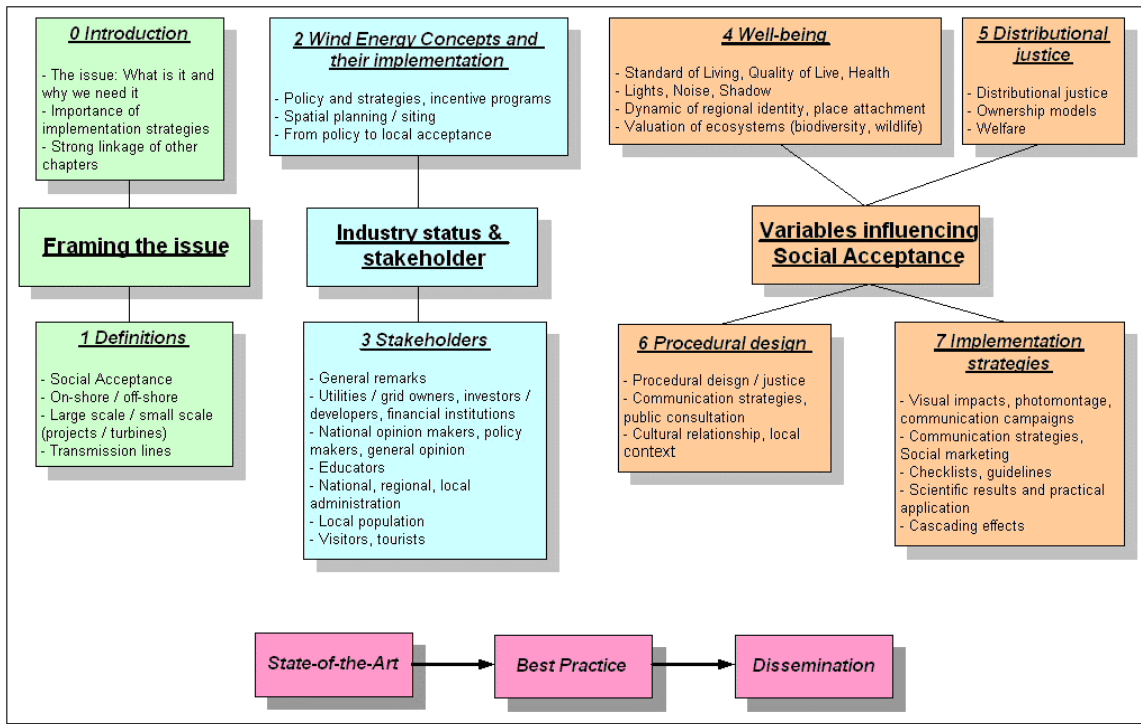 0 Introduction
- The issue: What is it and
why we need it
- Importance of
implementation strategies
- Strong linkage of other
chapters
Framing the issue
1 Definitions
- Social Acceptance
- On-shore / off-shore
- Large scale / small scale
(projects / turbines)
- Transmission lines
2 Wind Energy Concepts and
their implementation
- Policy and strategies, incentive programs
- Spatial planning / siting
- From policy to local acceptance
Industry status &
stakeholder
3 Stakeholders
- General remarks
- Utilities / grid owners, investors /
developers, financial institutions
- National opinion makers, policy
makers, general opinion
- Educators
- National, regional, local
administration
- Local population
- Visitors, tourists
4 Well-being
- Standard of Living, Quality of Live, Health
- Lights, Noise, Shadow
- Dynamic of regional identity, place attachment
- Valuation of ecosystems (biodiversity, wildlife)
5 Distributional
justice
- Distributional justice
- Ownership models
- Welfare
Variables influencing
Social Acceptance
6 Procedural design
- Procedural deisgn / justice
- Communication strategies,
public consultation
- Cultural relationship, local
context
7 Implementation
strategies
- Visual impacts, photomontage,
communication campaigns
- Communication strategies,
Social marketing
- Checklists, guidelines
- Scientific results and practical
application
- Cascading effects
State-of-the-Art
Best Practice
Dissemination